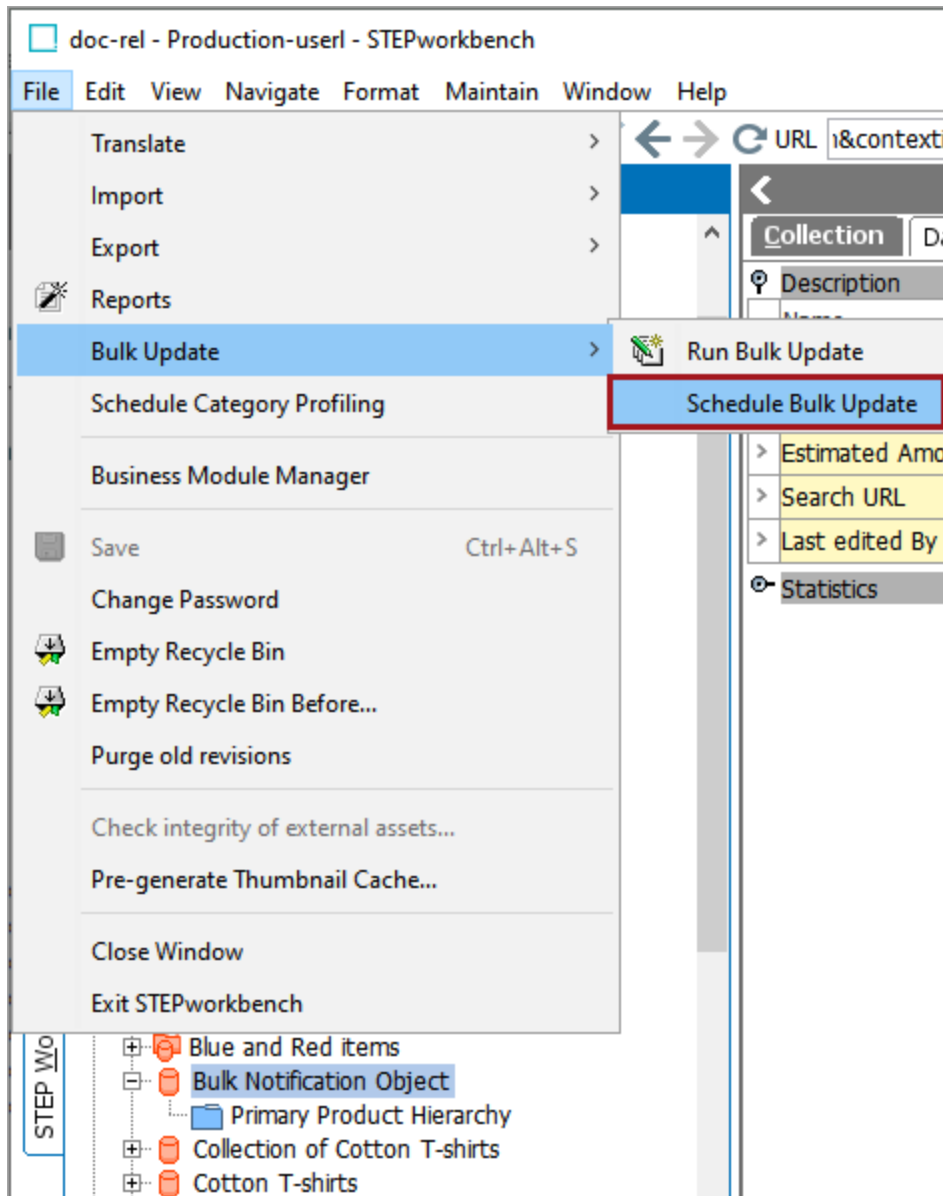 doc-rel - Production-userl - STEPworkbench
File Edit View Navigate Format Maintain Window Help
URL
Translate
Import
Export
Reports
Bulk Update
Schedule Category Profiling
Business Module Manager
Save Ctrl+Alt+S
Change Password
Empty Recycle Bin
Empty Recycle Bin Before...
Purge old revisions
Check integrity of external assets...
Pre-generate Thumbnail Cache...
Close Window
Exit STEPworkbench
Run Bulk Update
Schedule Bulk Update
Collection
Description
Estimated Amo
Search URL
Last edited By
Statistics
STEP Wo
Blue and Red items
Bulk Notification Object
Primary Product Hierarchy
Collection of Cotton T-shirts
Cotton T-shirts